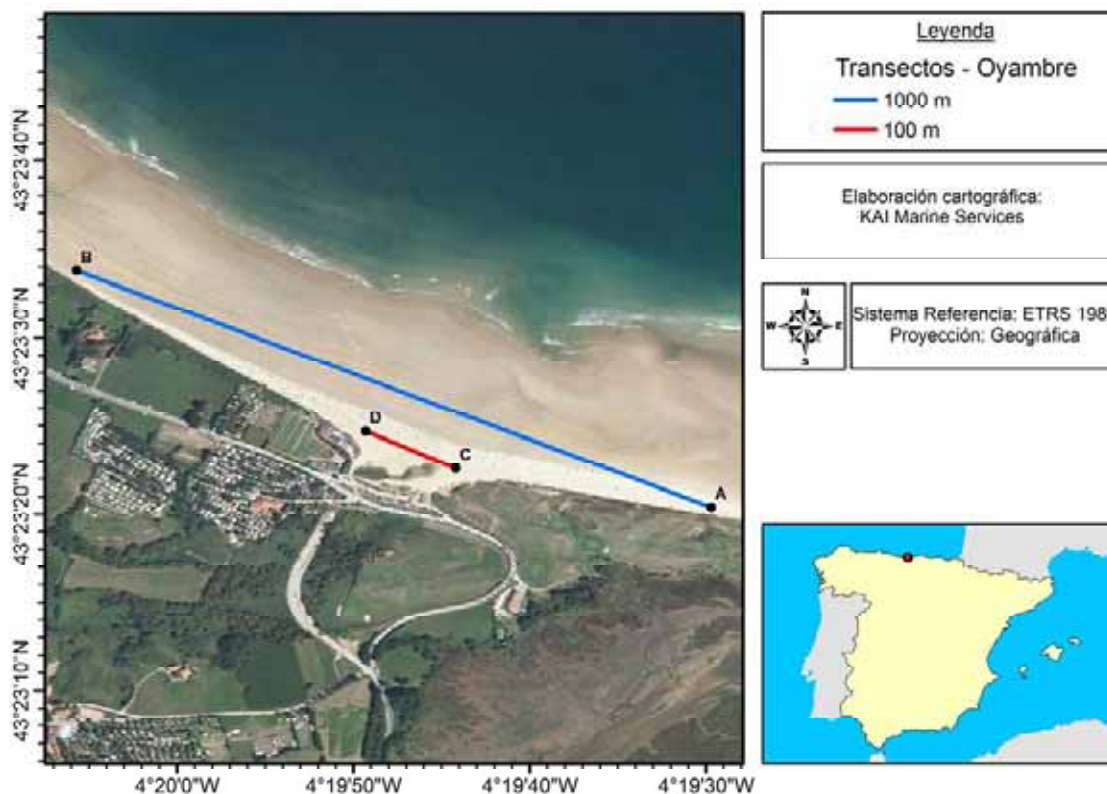 Leyenda
Transectos - Oyambre
1000 m
100 m
Elaboración cartográfica:
KAI Marine Services
N
W E
S
Sistema Referencia: ETRS 198
Proyección: Geográfica
43°23'40"N
43°23'30"N
43°23'20"N
43°23'10"N
B
D
C
A
4°20'0"W 4°19'50"W 4°19'40"W 4°19'30"W